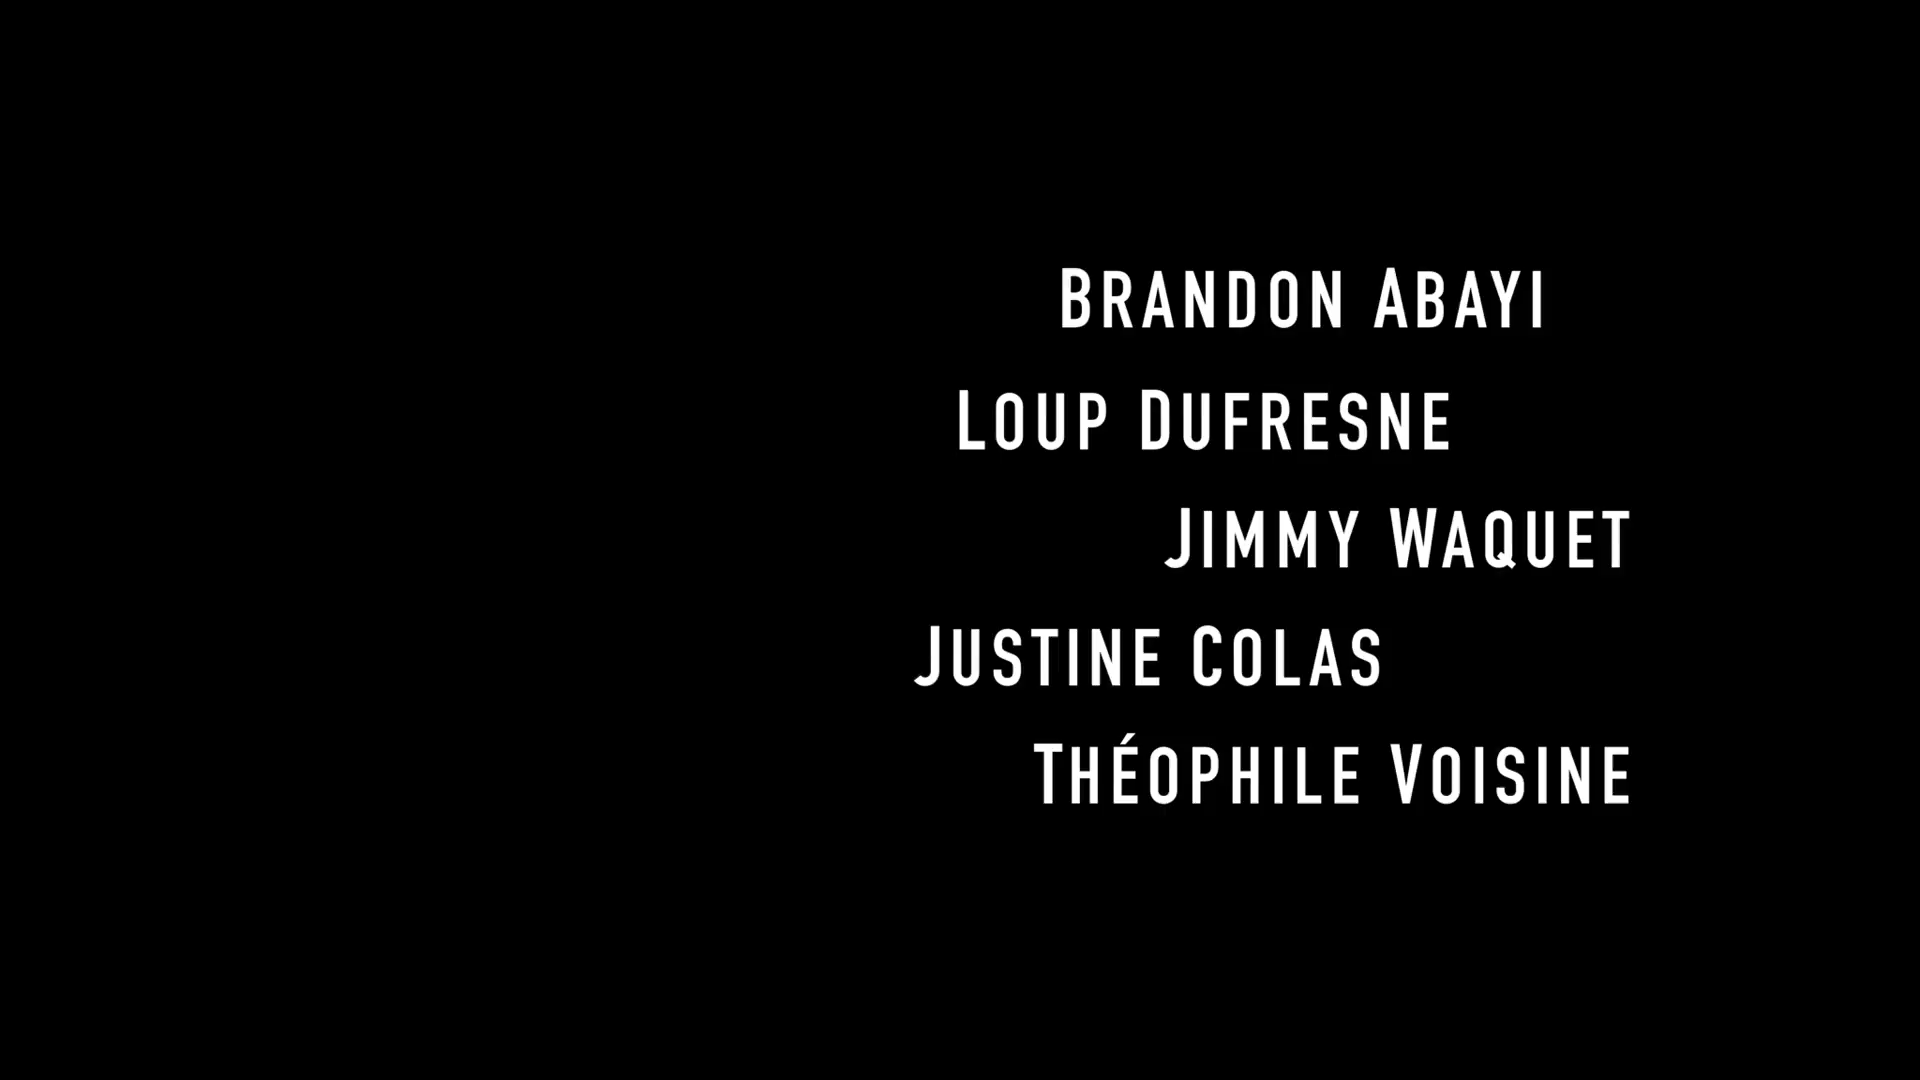 Brandon Abayi
Loup Dufresne
Jimmy Waquet
Justine Colas
Théophile Voisine